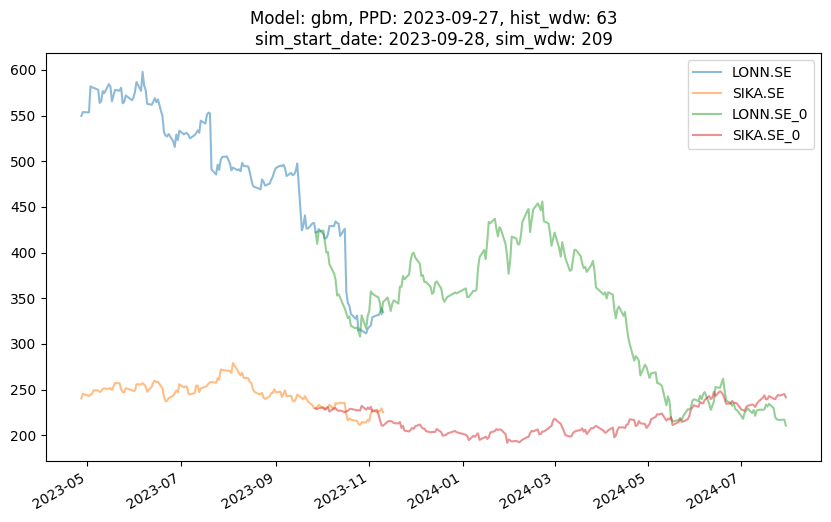 Model: gbm, PPD: 2023-09-27, hist_wdw: 63
sim_start_date: 2023-09-28, sim_wdw: 209
LONN.SE
SIKA.SE
LONN.SE_0
SIKA.SE_0
600
550
500
450
400
350
300
250
200
2023-05
2023-07
2023-09
2023-11
2024-01
2024-03
2024-05
2024-07